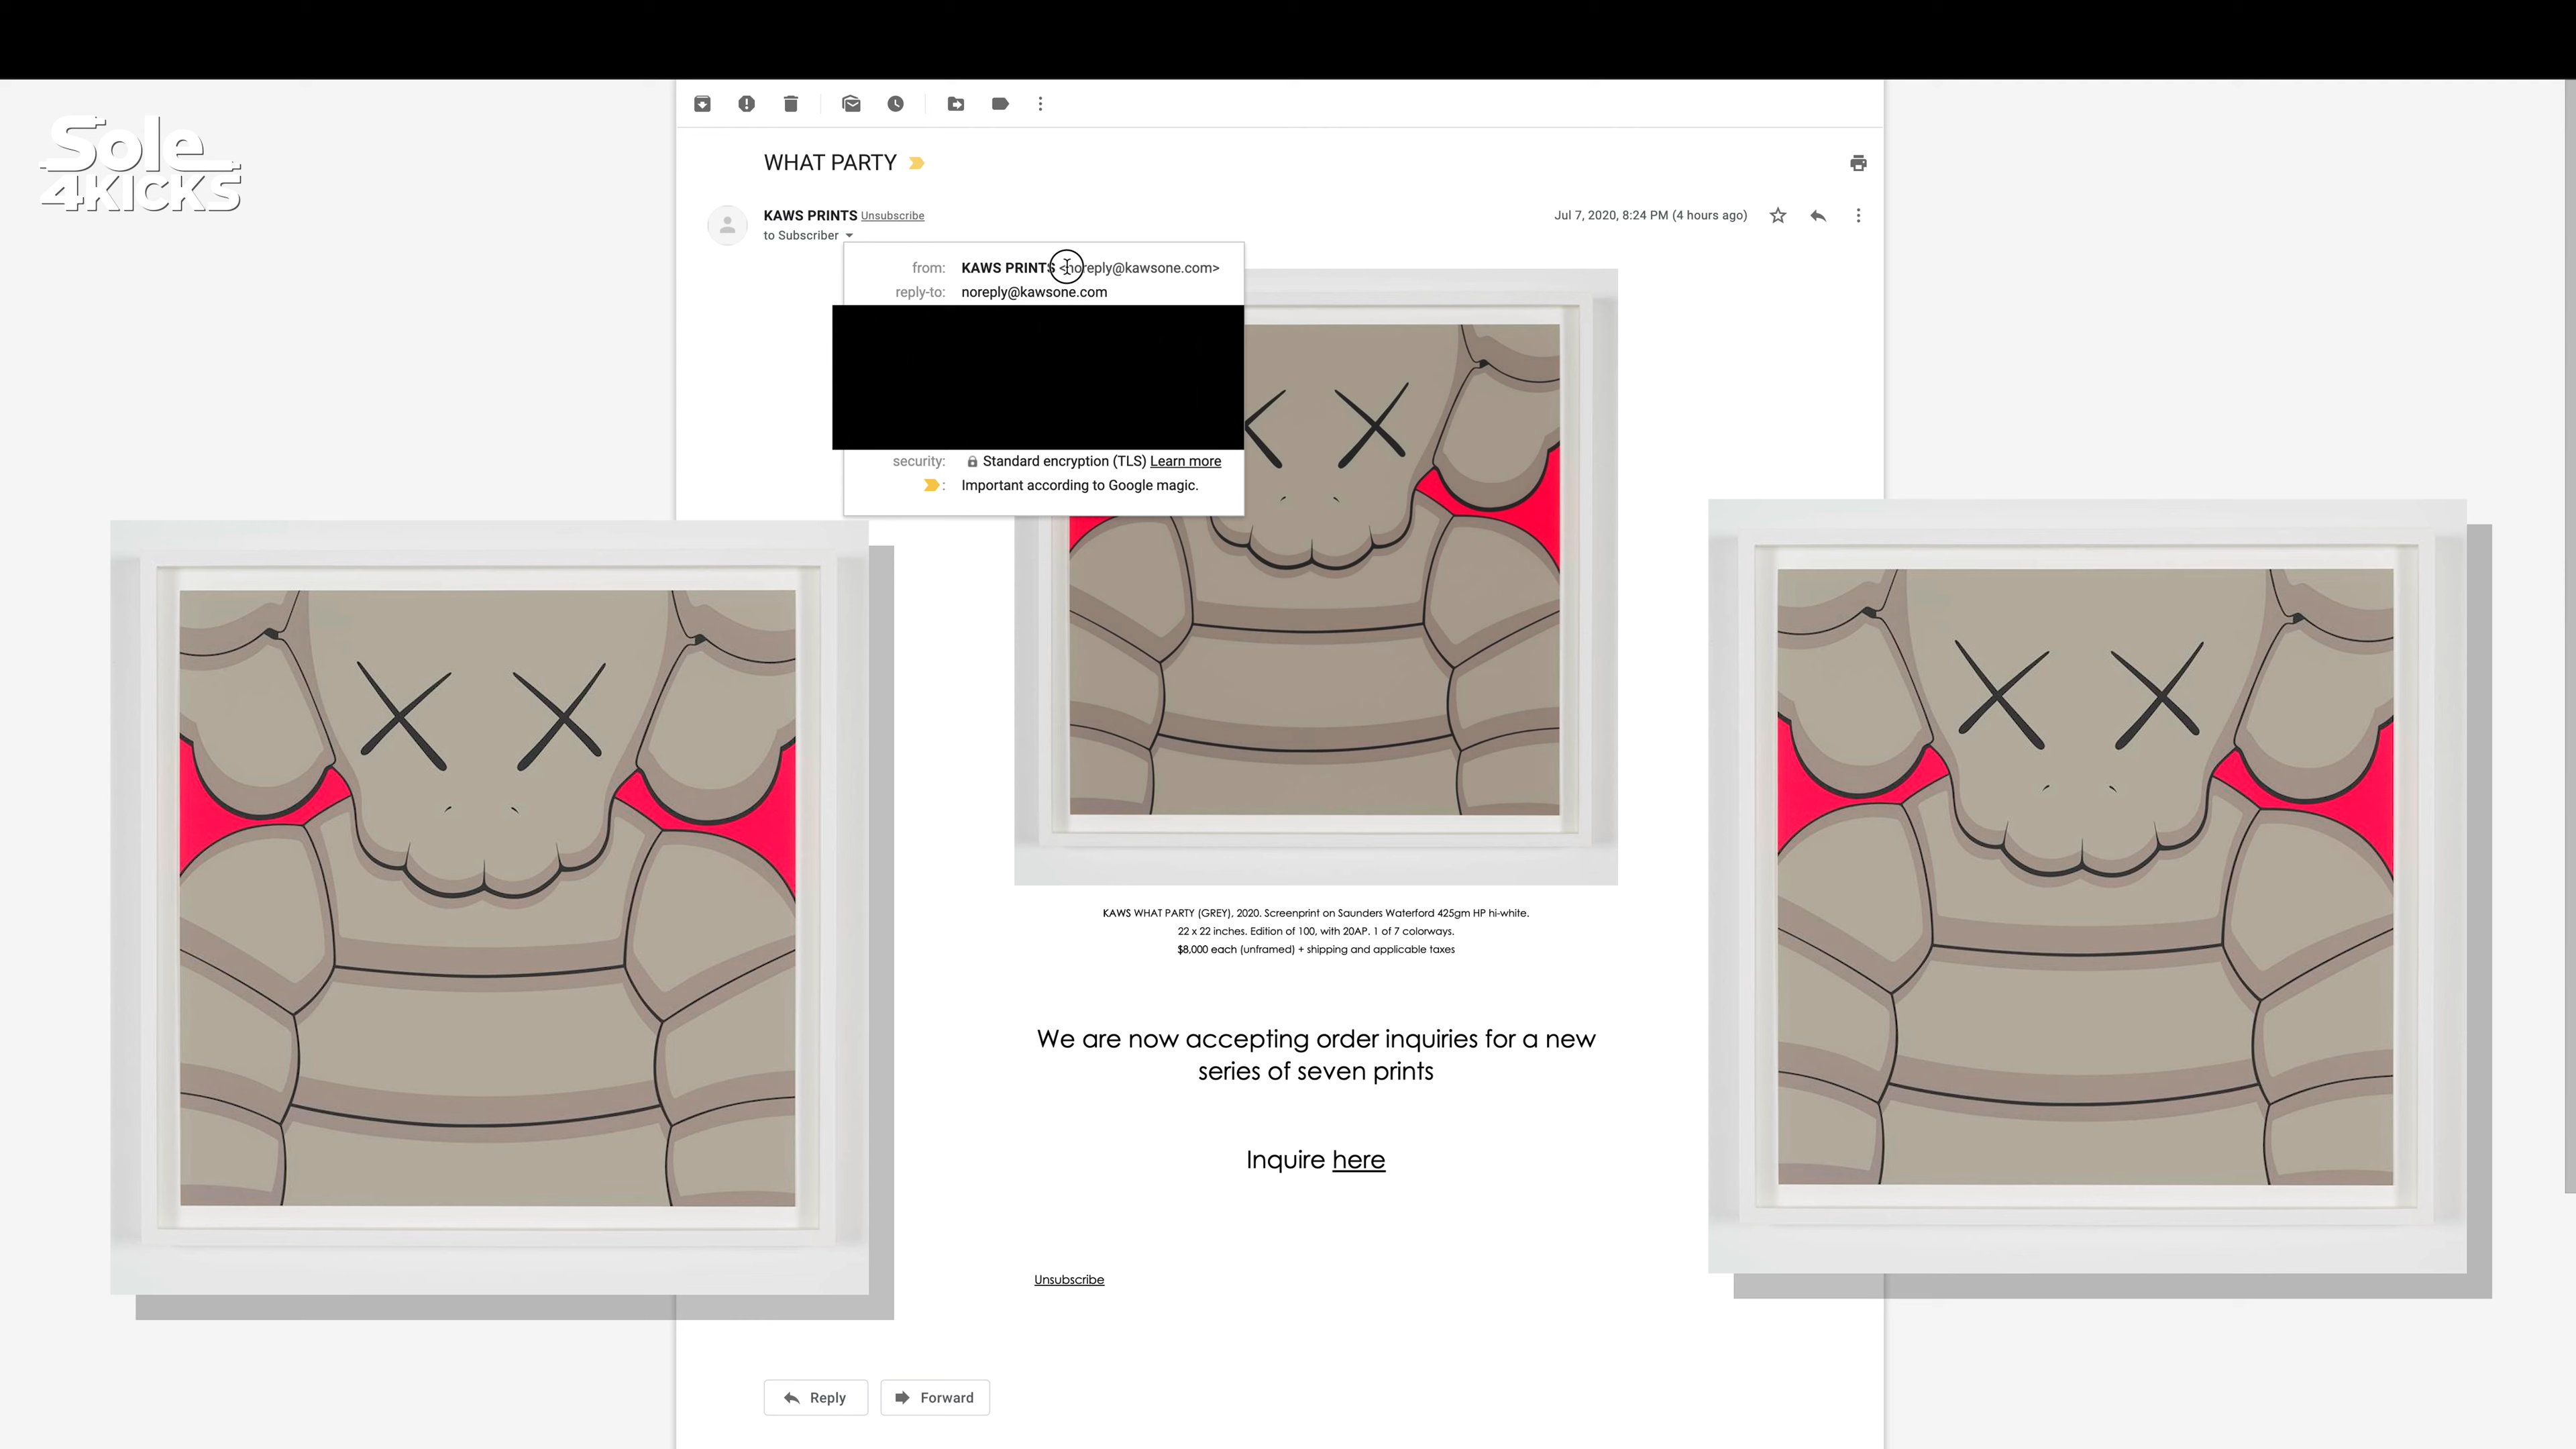 Sole
4KICKS
WHAT PARTY
KAWS PRINTS Unsubscribe
Jul 7, 2020, 8:24 PM (4 hours ago)
to Subscriber
from: KAWS PRINTS <noreply@kawsone.com>
reply-to: noreply@kawsone.com
security: Standard encryption (TLS) Learn more
: Important according to Google magic.
KAWS WHAT PARTY (GREY), 2020. Screenprint on Saunders Waterford 425gm HP hi-white.
22 x 22 inches. Edition of 100, with 20AP. 1 of 7 colorways.
$8,000 each (unframed) + shipping and applicable taxes
We are now accepting order inquiries for a new
series of seven prints
Inquire here
Unsubscribe
Reply
Forward